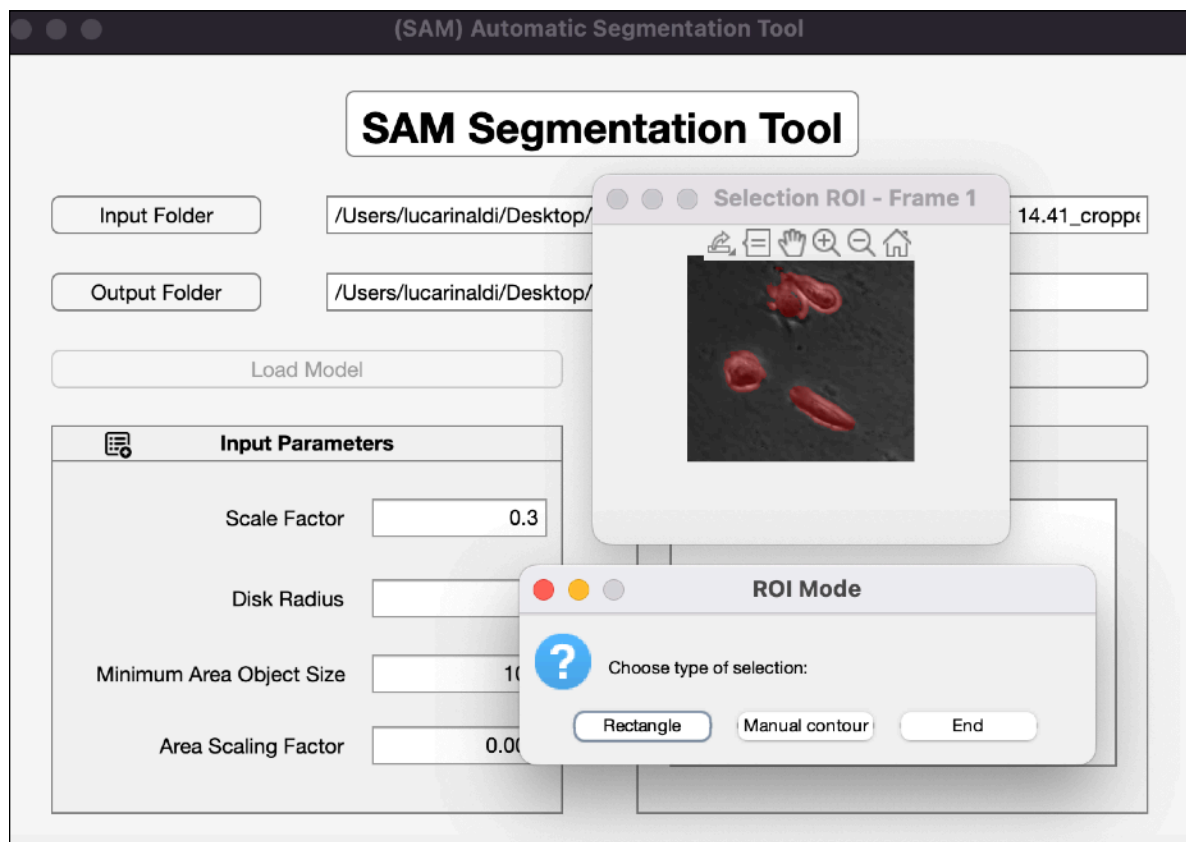 (SAM) Automatic Segmentation Tool
SAM Segmentation Tool
Input Folder
/Users/lucarinaldi/Desktop/
14.41_croppe
Output Folder
/Users/lucarinaldi/Desktop/
Selection ROI - Frame 1
Load Model
Input Parameters
Scale Factor
0.3
Disk Radius
Minimum Area Object Size
Area Scaling Factor
ROI Mode
?
Choose type of selection:
Rectangle
Manual contour
End